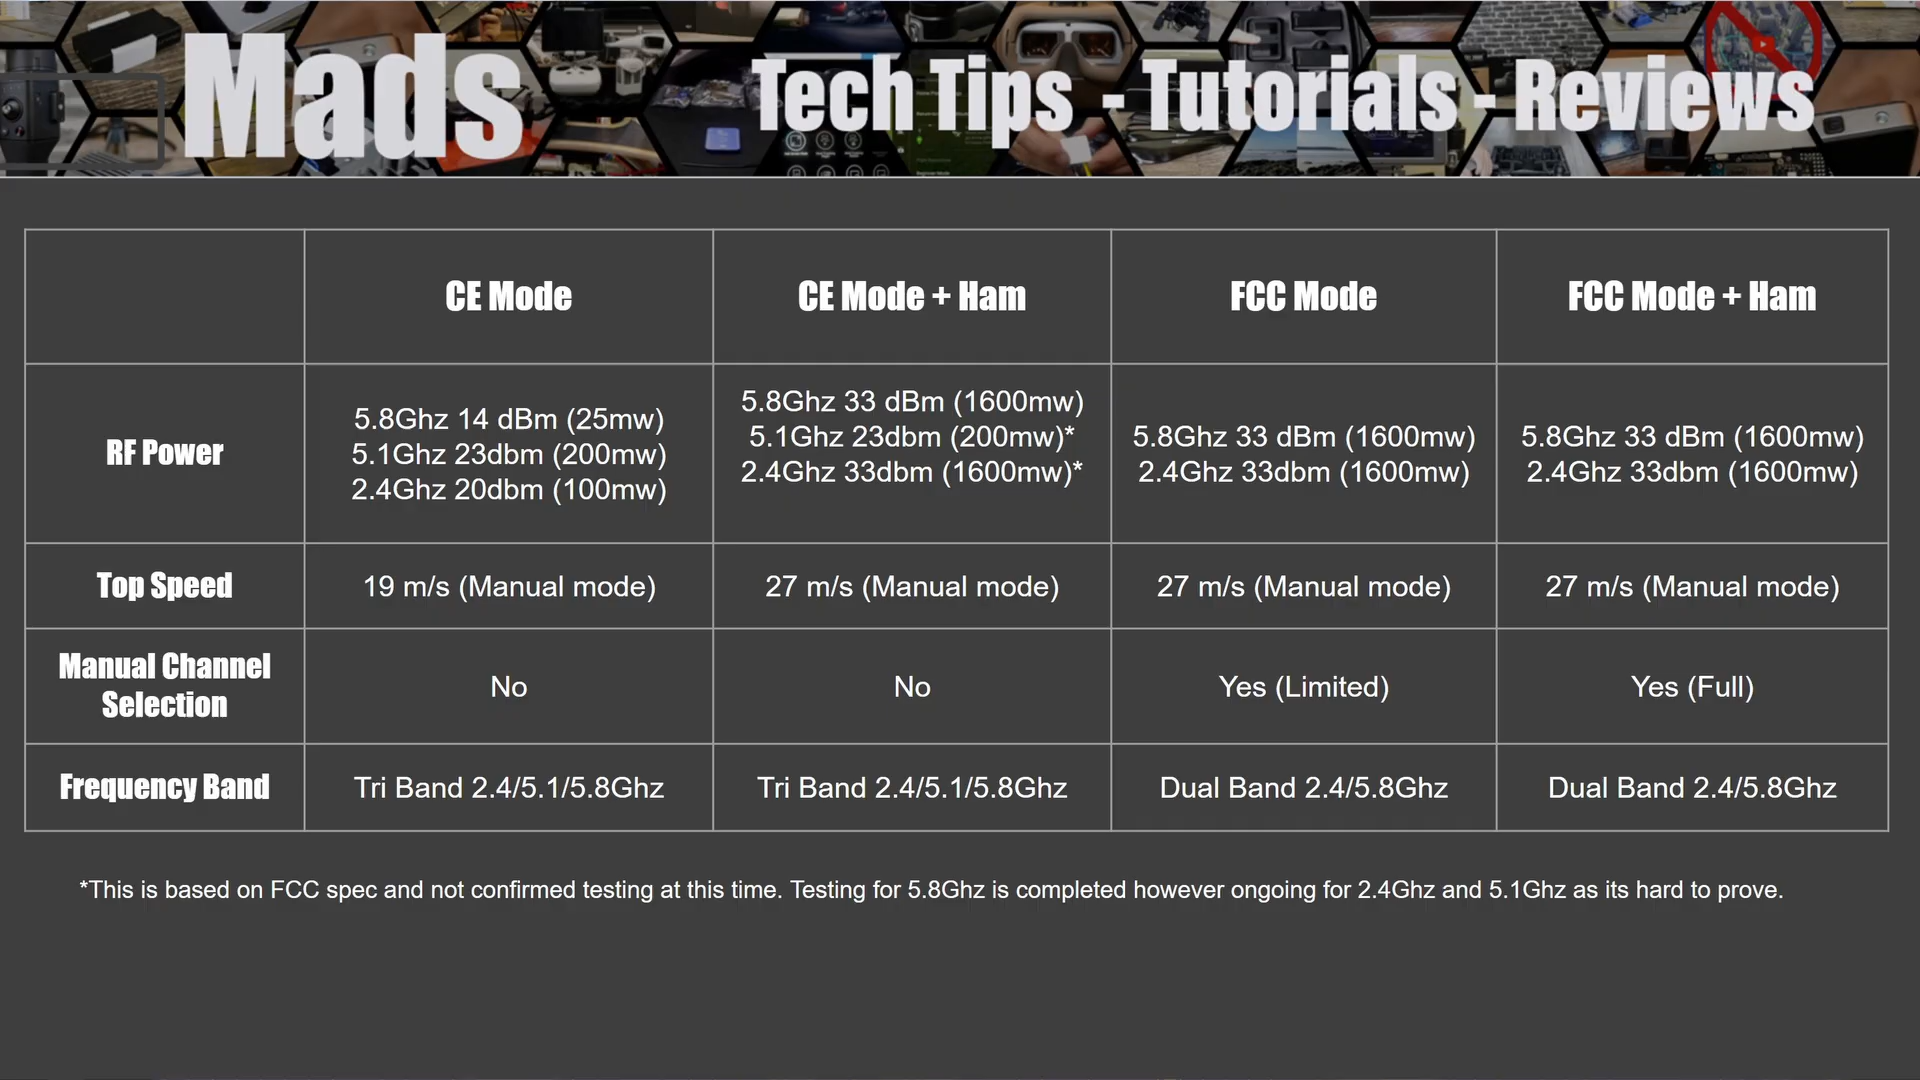 Mads
Tech Tips - Tutorials - Reviews
CE Mode
CE Mode + Ham
FCC Mode
FCC Mode + Ham
RF Power
5.8Ghz 14 dBm (25mw)
5.1Ghz 23dbm (200mw)
2.4Ghz 20dbm (100mw)
5.8Ghz 33 dBm (1600mw)
5.1Ghz 23dbm (200mw)*
2.4Ghz 33dbm (1600mw)*
5.8Ghz 33 dBm (1600mw)
2.4Ghz 33dbm (1600mw)
5.8Ghz 33 dBm (1600mw)
2.4Ghz 33dbm (1600mw)
Top Speed
19 m/s (Manual mode)
27 m/s (Manual mode)
27 m/s (Manual mode)
27 m/s (Manual mode)
Manual Channel
Selection
No
No
Yes (Limited)
Yes (Full)
Frequency Band
Tri Band 2.4/5.1/5.8Ghz
Tri Band 2.4/5.1/5.8Ghz
Dual Band 2.4/5.8Ghz
Dual Band 2.4/5.8Ghz
*This is based on FCC spec and not confirmed testing at this time. Testing for 5.8Ghz is completed however ongoing for 2.4Ghz and 5.1Ghz as its hard to prove.